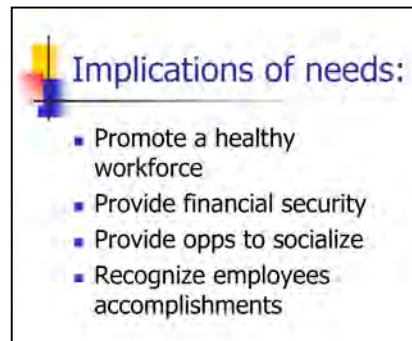 Implications of needs:
Promote a healthy
workforce
Provide financial security
Provide opps to socialize
Recognize employees
accomplishments